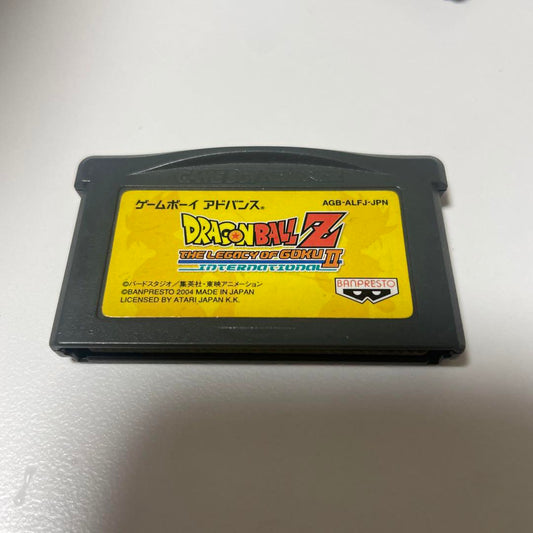 ゲームボーイ アドバンス®
AGB-ALFJ-JPN
DRAGON BALL Z
THE LEGACY OF GOKU II
INTERNATIONAL
©バードスタジオ／集英社・東映アニメーション
©BANPRESTO 2004 MADE IN JAPAN
LICENSED BY ATARI JAPAN K.K.
BANPRESTO